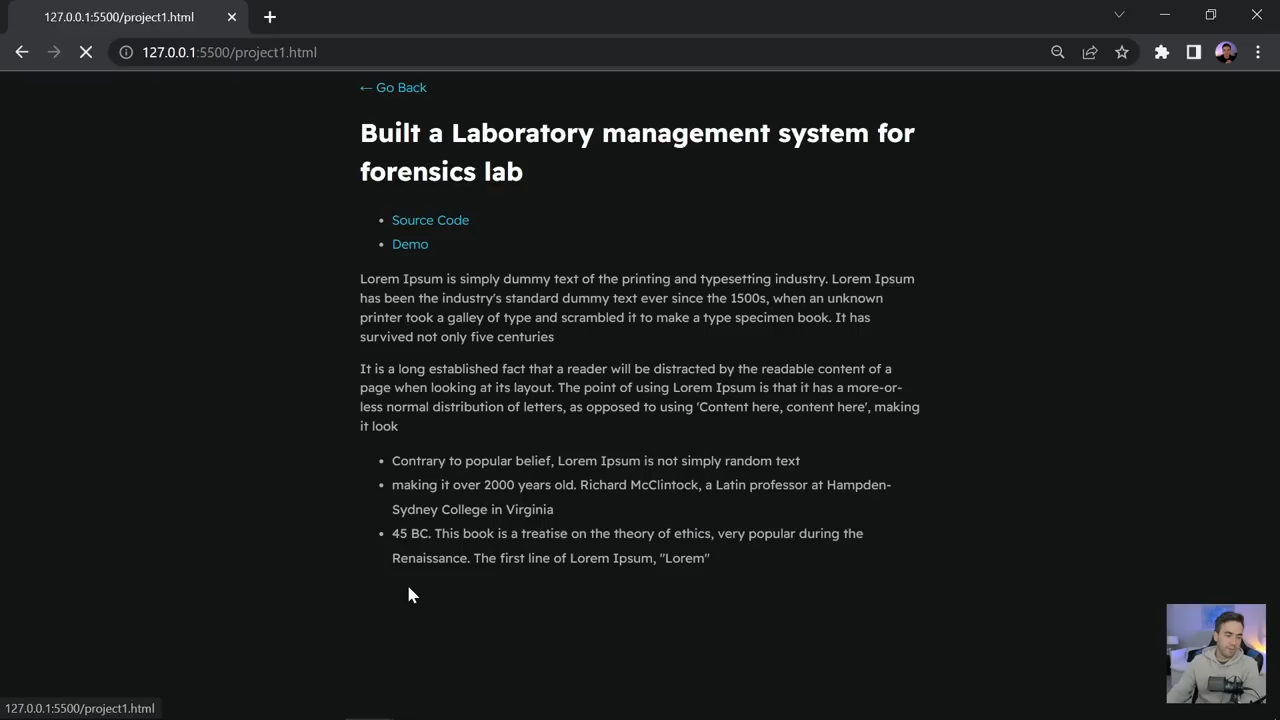 127.0.0.1:5500/project1.html
127.0.0.1:5500/project1.html
← Go Back
Built a Laboratory management system for
forensics lab
• Source Code
• Demo
Lorem Ipsum is simply dummy text of the printing and typesetting industry. Lorem Ipsum
has been the industry's standard dummy text ever since the 1500s, when an unknown
printer took a galley of type and scrambled it to make a type specimen book. It has
survived not only five centuries
It is a long established fact that a reader will be distracted by the readable content of a
page when looking at its layout. The point of using Lorem Ipsum is that it has a more-or-
less normal distribution of letters, as opposed to using 'Content here, content here', making
it look
• Contrary to popular belief, Lorem Ipsum is not simply random text
• making it over 2000 years old. Richard McClintock, a Latin professor at Hampden-
Sydney College in Virginia
• 45 BC. This book is a treatise on the theory of ethics, very popular during the
Renaissance. The first line of Lorem Ipsum, "Lorem"
127.0.0.1:5500/project1.html